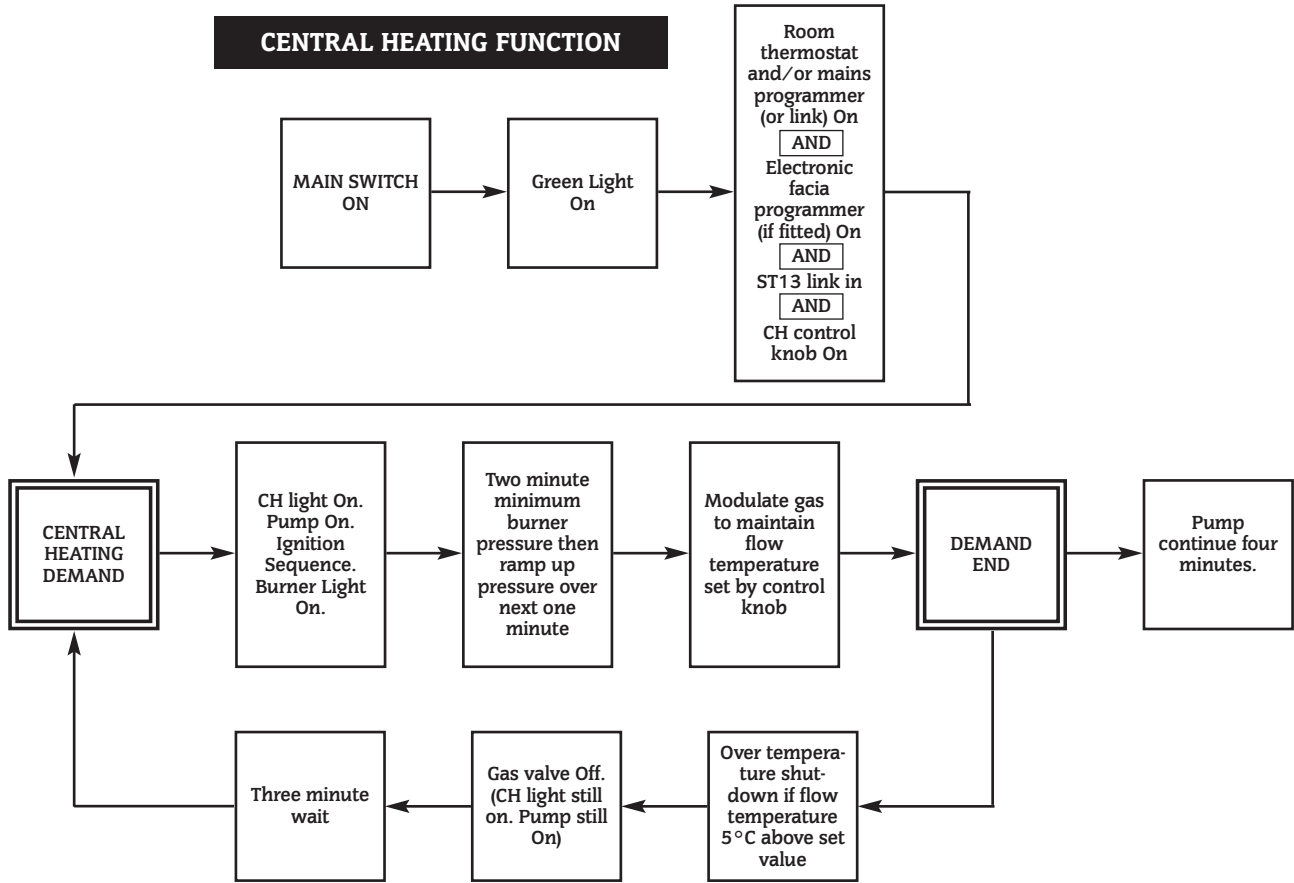 CENTRAL HEATING FUNCTION
MAIN SWITCH
ON
Green Light
On
Room
thermostat
and/or mains
programmer
(or link) On
AND
Electronic
facia
programmer
(if fitted) On
AND
ST13 link in
AND
CH control
knob On
CENTRAL
HEATING
DEMAND
CH light On.
Pump On.
Ignition
Sequence.
Burner Light
On.
Two minute
minimum
burner
pressure then
ramp up
pressure over
next one
minute
Modulate gas
to maintain
flow
temperature
set by control
knob
DEMAND
END
Pump
continue four
minutes.
Three minute
wait
Gas valve Off.
(CH light still
on. Pump still
On)
Over tempera-
ture shut-
down if flow
temperature
5°C above set
value